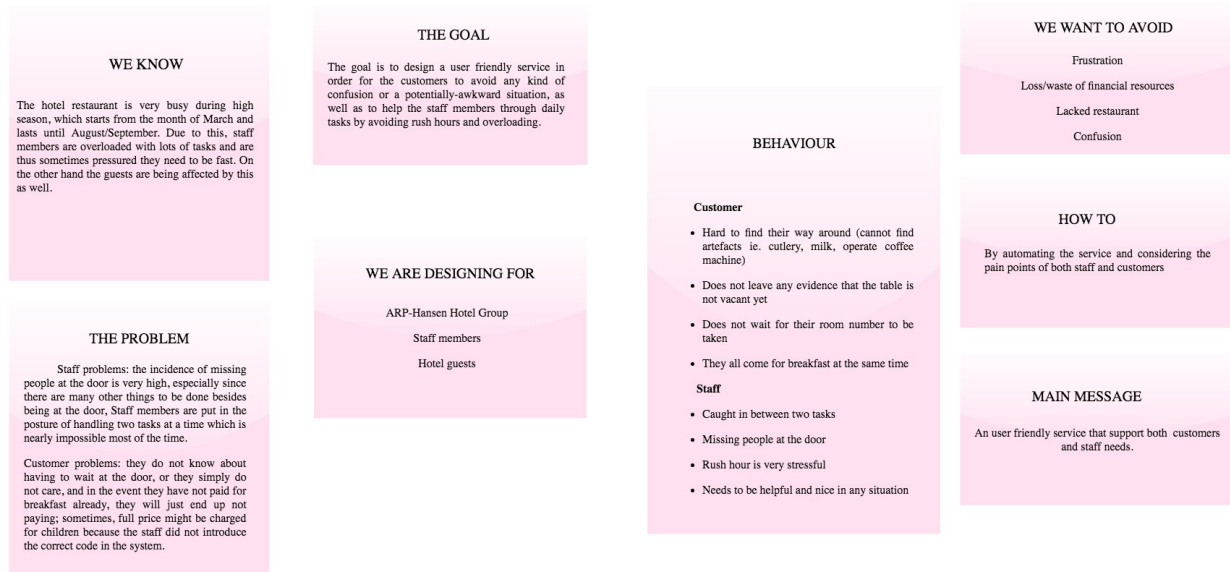 WE KNOW
The hotel restaurant is very busy during high
season, which starts from the month of March and
lasts until August/September. Due to this, staff
members are overloaded with lots of tasks and are
thus sometimes pressured they need to be fast. On
the other hand the guests are being affected by this
as well.
THE PROBLEM
Staff problems: the incidence of missing
people at the door is very high, especially since
there are many other things to be done besides
being at the door, Staff members are put in the
posture of handling two tasks at a time which is
nearly impossible most of the time.
Customer problems: they do not know about
having to wait at the door, or they simply do
not care, and in the event they have not paid for
breakfast already, they will just end up not
paying; sometimes, full price might be charged
for children because the staff did not introduce
the correct code in the system.
THE GOAL
The goal is to design a user friendly service in
order for the customers to avoid any kind of
confusion or a potentially-awkward situation, as
well as to help the staff members through daily
tasks by avoiding rush hours and overloading.
WE ARE DESIGNING FOR
ARP-Hansen Hotel Group
Staff members
Hotel guests
BEHAVIOUR
Customer
• Hard to find their way around (cannot find
artefacts ie. cutlery, milk, operate coffee
machine)
• Does not leave any evidence that the table is
not vacant yet
• Does not wait for their room number to be
taken
• They all come for breakfast at the same time
Staff
• Caught in between two tasks
• Missing people at the door
• Rush hour is very stressful
• Needs to be helpful and nice in any situation
WE WANT TO AVOID
Frustration
Loss/waste of financial resources
Lacked restaurant
Confusion
HOW TO
By automating the service and considering the
pain points of both staff and customers
MAIN MESSAGE
An user friendly service that support both customers
and staff needs.